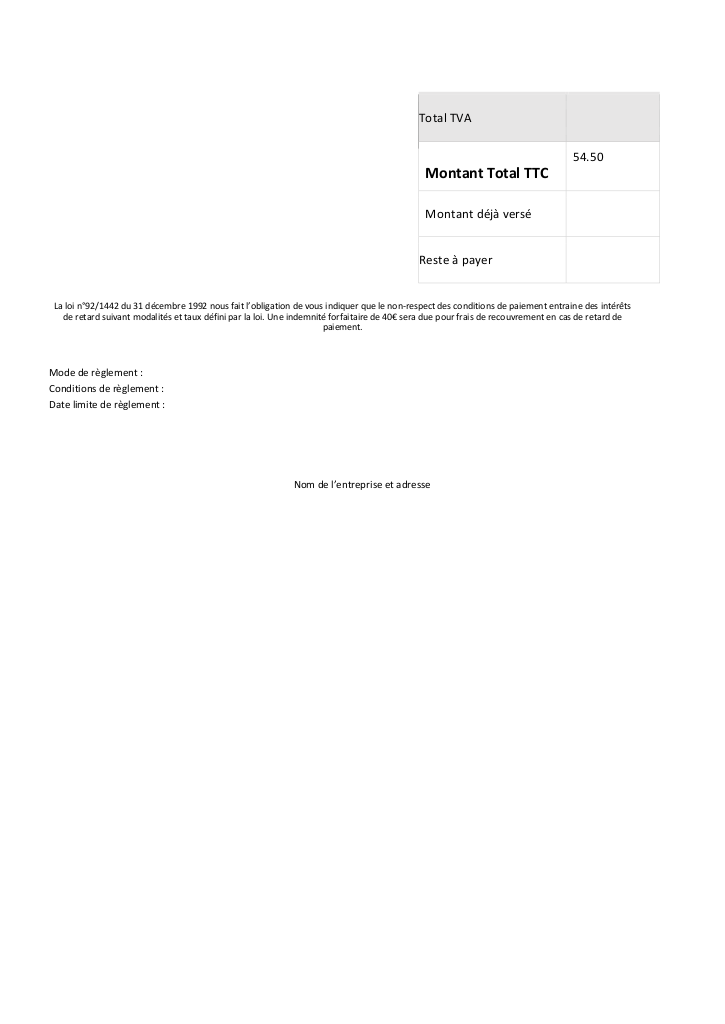 Total TVA
54.50
Montant Total TTC
Montant déjà versé
Reste à payer
La loi n°92/1442 du 31 décembre 1992 nous fait l’obligation de vous indiquer que le non-respect des conditions de paiement entraine des intérêts
de retard suivant modalités et taux défini par la loi. Une indemnité forfaitaire de 40€ sera due pour frais de recouvrement en cas de retard de
paiement.
Mode de règlement :
Conditions de règlement :
Date limite de règlement :
Nom de l’entreprise et adresse